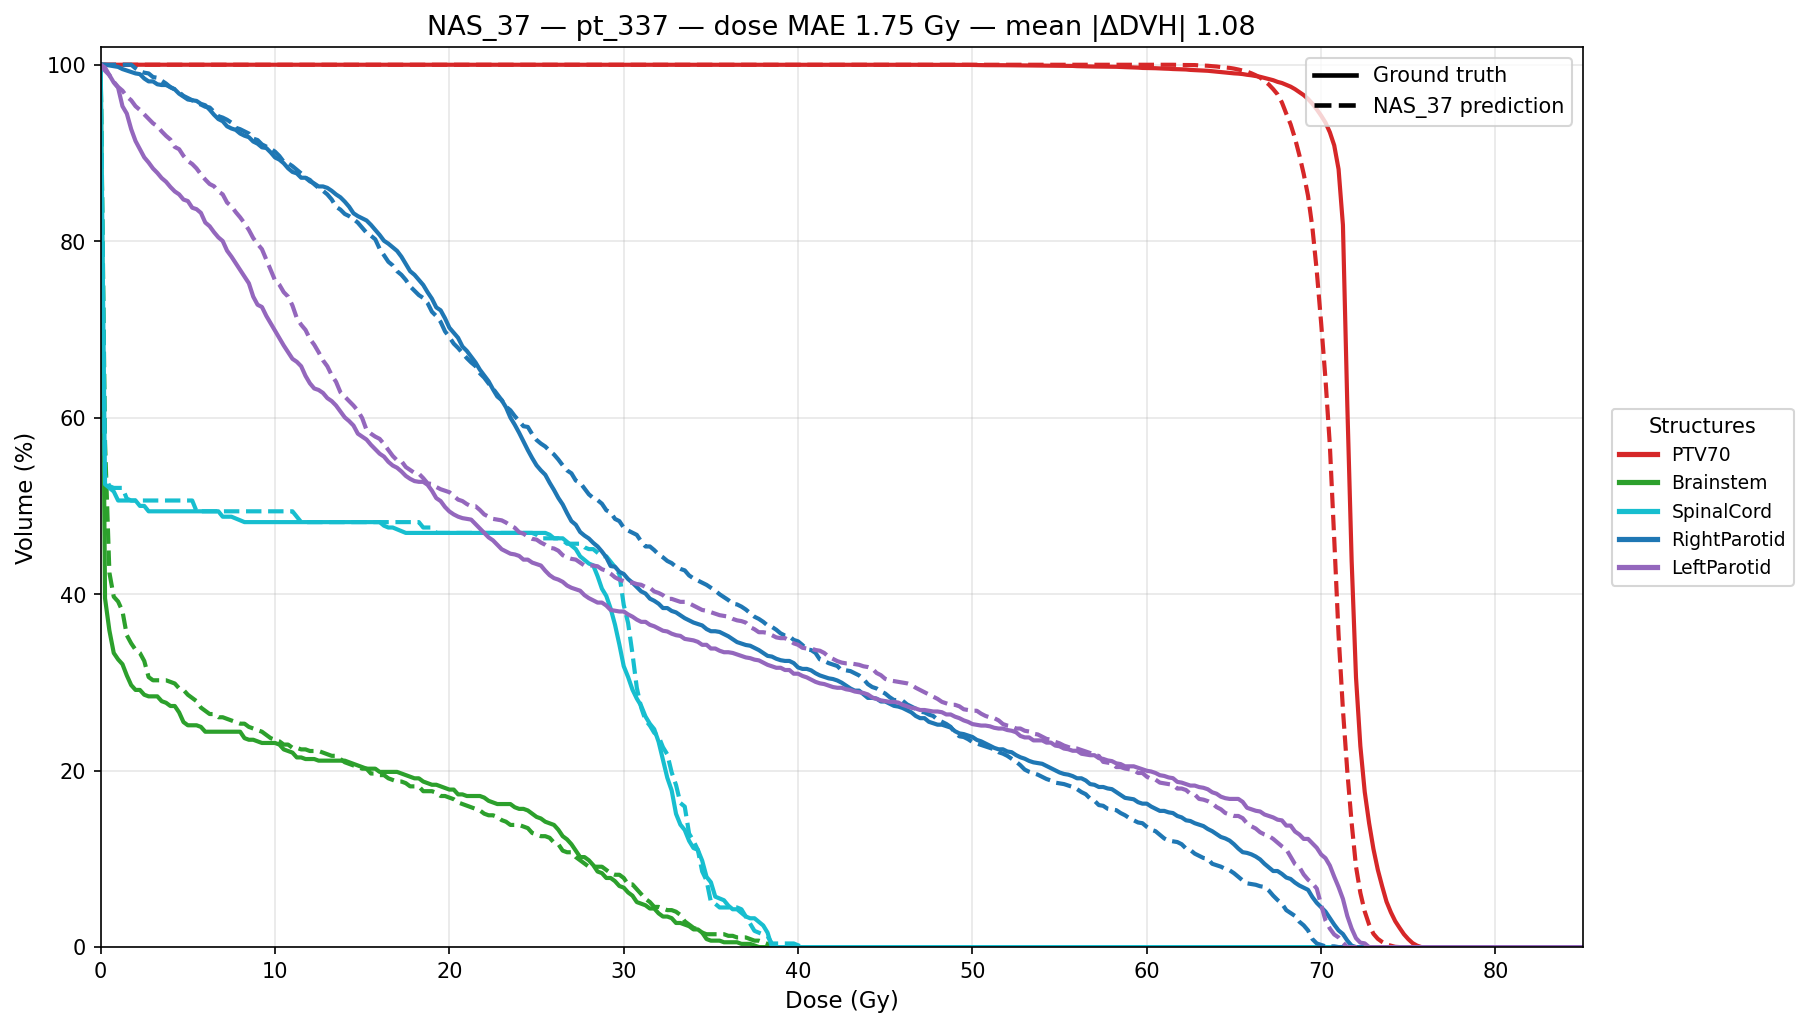 NAS_37 — pt_337 — dose MAE 1.75 Gy — mean |ΔDVH| 1.08
Ground truth
NAS_37 prediction
Volume (%)
100
80
60
40
20
0
0 10 20 30 40 50 60 70 80
Dose (Gy)
Structures
PTV70
Brainstem
SpinalCord
RightParotid
LeftParotid